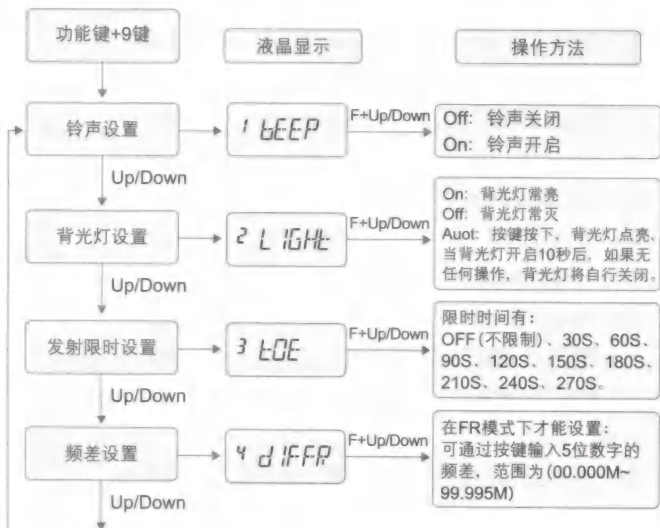 功能键+9键
液晶显示
操作方法
铃声设置
1 bEEP
F+Up/Down
Off: 铃声关闭
On: 铃声开启
Up/Down
背光灯设置
2 LIGHt
F+Up/Down
On: 背光灯常亮
Off: 背光灯常灭
Auot: 按键按下, 背光灯点亮,
当背光灯开启10秒后, 如果无
任何操作, 背光灯将自行关闭。
Up/Down
发射限时设置
3 tOE
F+Up/Down
限时时间有:
OFF(不限制)、30S、60S、
90S、120S、150S、180S、
210S、240S、270S。
Up/Down
频差设置
4 dIFFR
F+Up/Down
在FR模式下才能设置:
可通过按键输入5位数字的
频差, 范围为(00.000M~
99.995M)
Up/Down